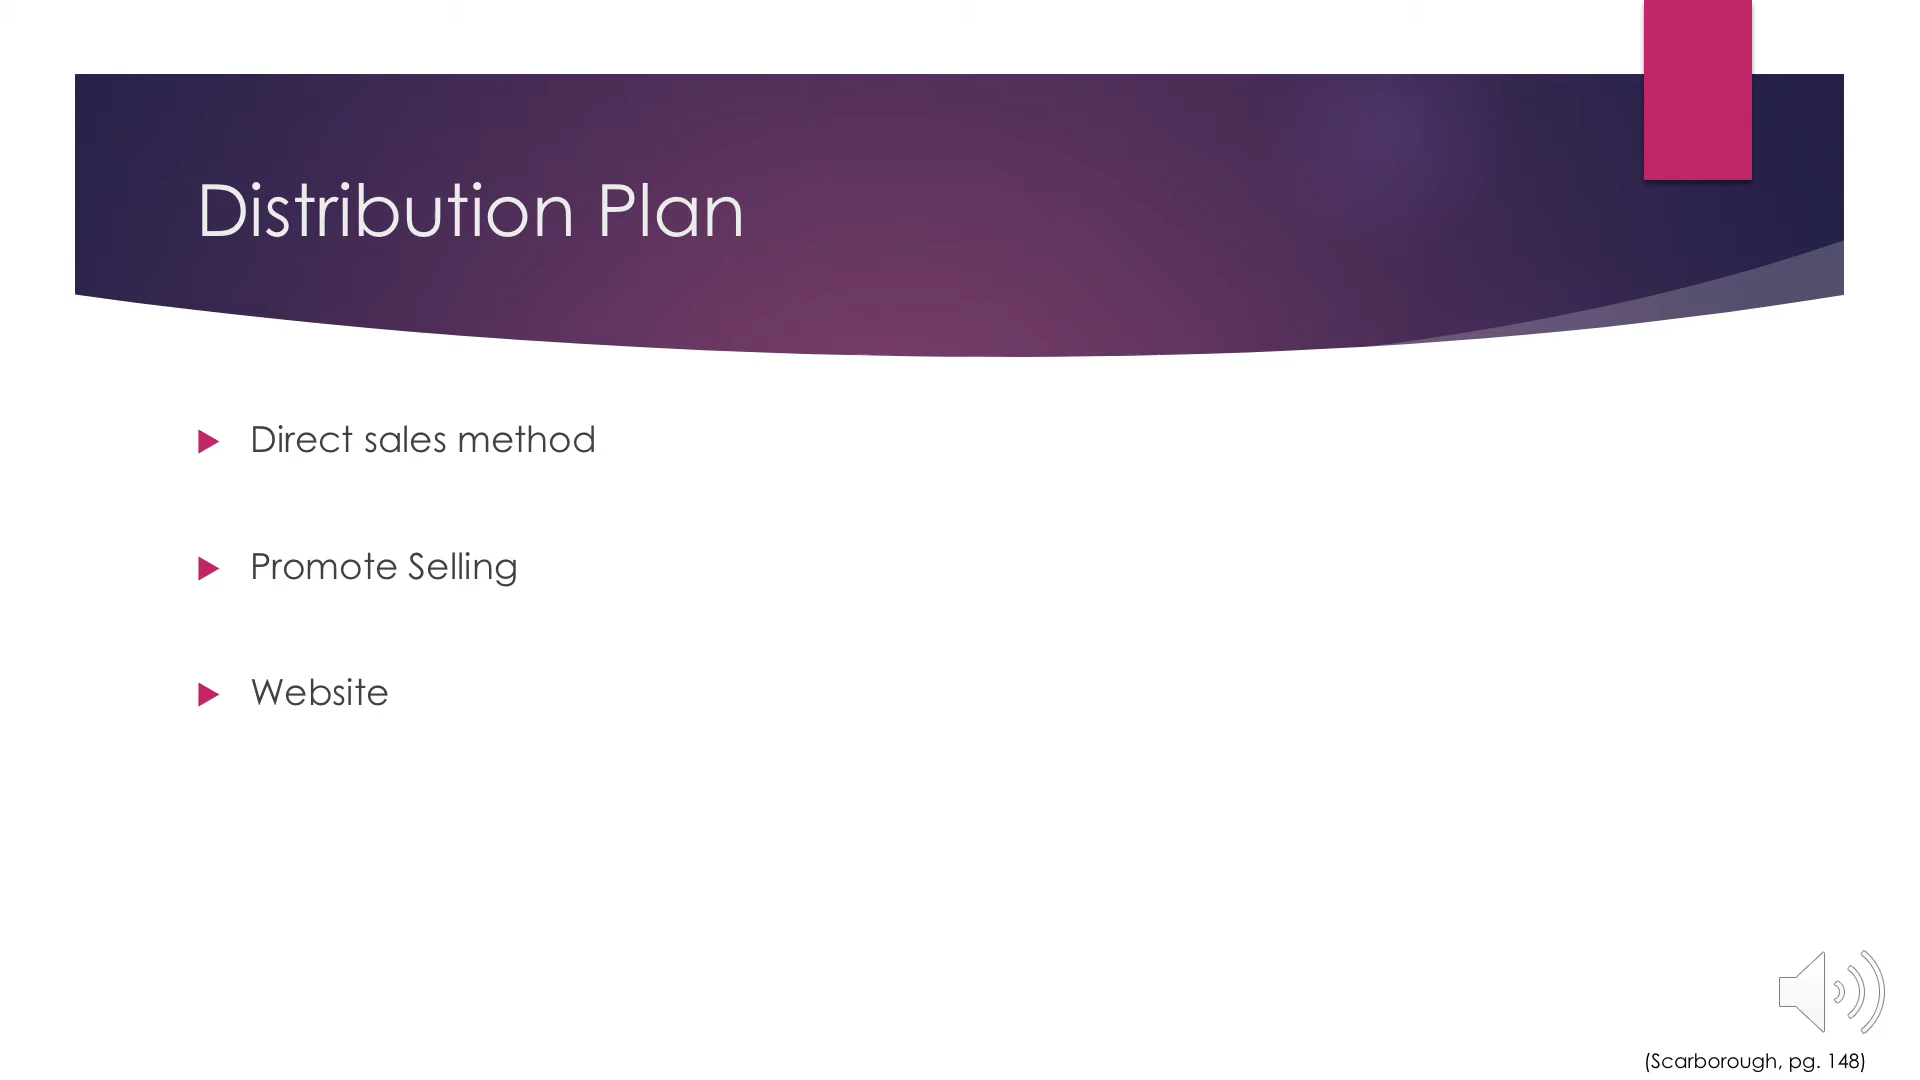 Distribution Plan
Direct sales method
Promote Selling
Website
(Scarborough, pg. 148)